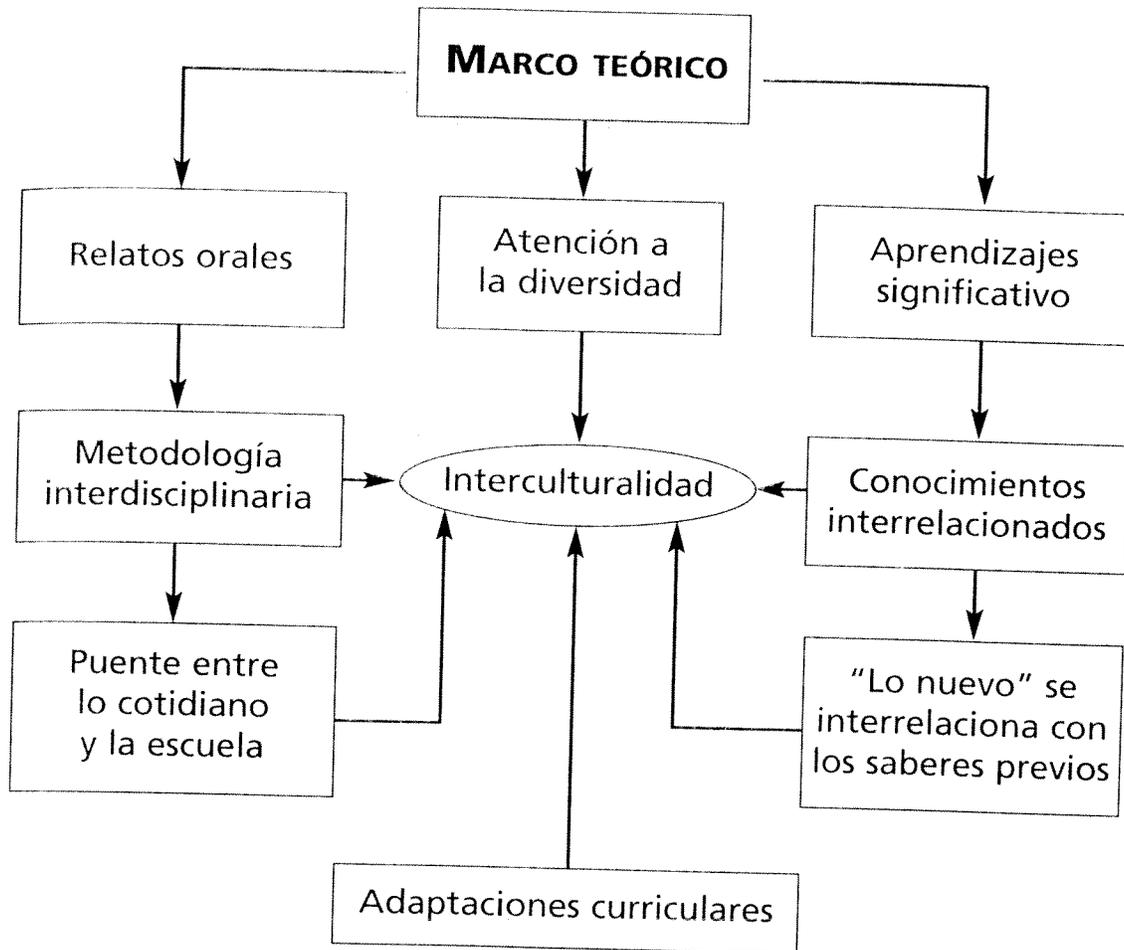 MARCO TEÓRICO
Relatos orales
Atención a
la diversidad
Aprendizajes
significativo
Metodología
interdisciplinaria
Interculturalidad
Conocimientos
interrelacionados
Puente entre
lo cotidiano
y la escuela
“Lo nuevo” se
interrelaciona con
los saberes previos
Adaptaciones curriculares